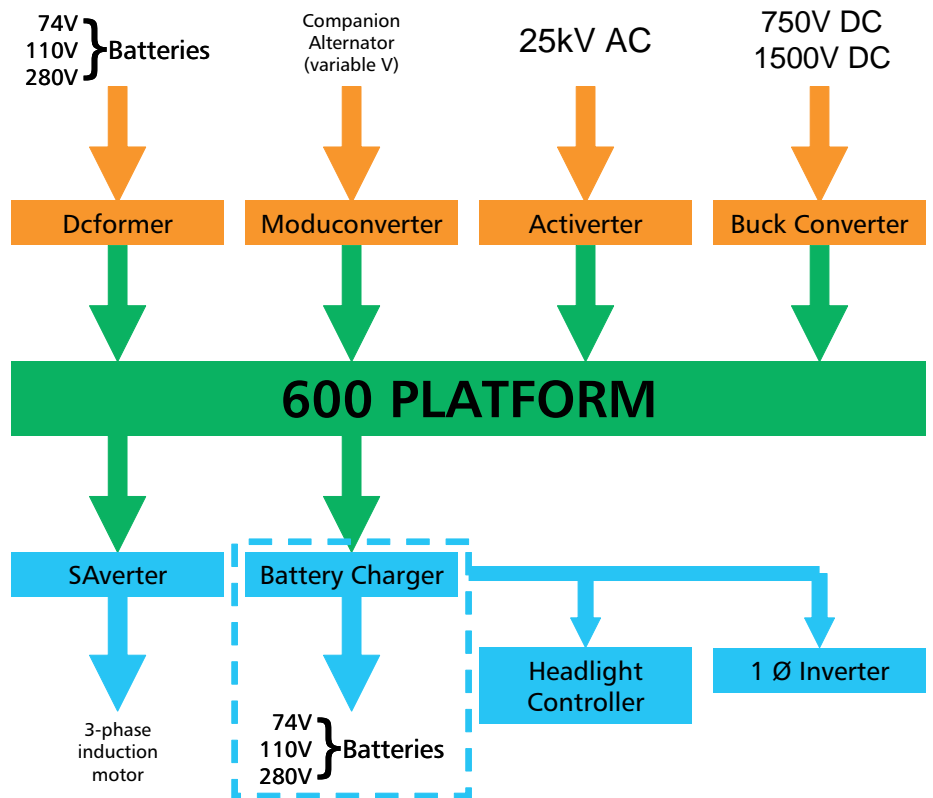 74V
110V
280V
Batteries
Companion
Alternator
(variable V)
25kV AC
750V DC
1500V DC
Dcformer
Moduconverter
Activerter
Buck Converter
600 PLATFORM
SAverter
Battery Charger
Headlight
Controller
1 Ø Inverter
3-phase
induction
motor
74V
110V
280V
Batteries